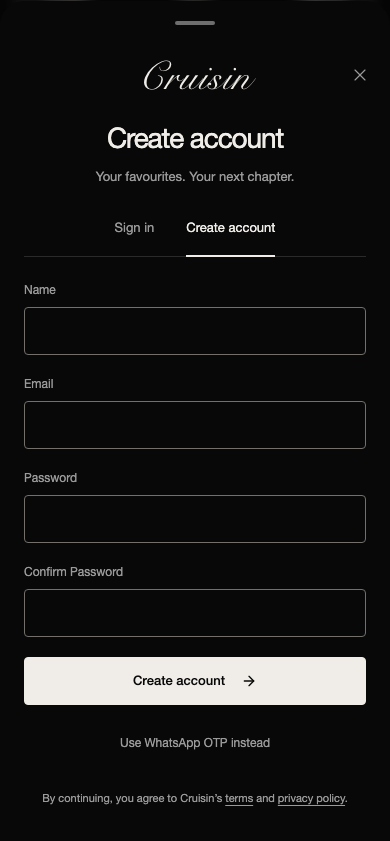 Cruisin
Create account
Your favourites. Your next chapter.
Sign in
Create account
Name
Email
Password
Confirm Password
Create account →
Use WhatsApp OTP instead
By continuing, you agree to Cruisin's terms and privacy policy.